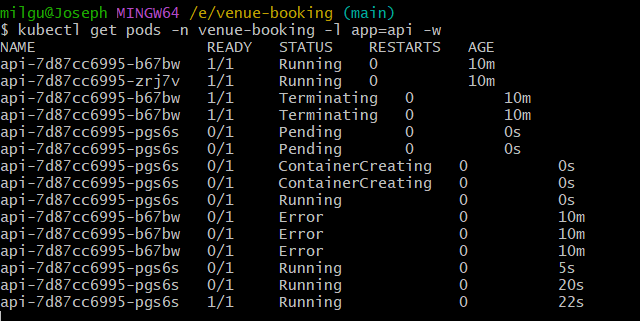 milgu@Joseph MINGW64 /e/venue-booking (main)
$ kubectl get pods -n venue-booking -l app=api -w
NAME                   READY   STATUS    RESTARTS   AGE
api-7d87cc6995-b67bw   1/1     Running   0          10m
api-7d87cc6995-zrj7v   1/1     Running   0          10m
api-7d87cc6995-b67bw   1/1     Terminating   0          10m
api-7d87cc6995-b67bw   1/1     Terminating   0          10m
api-7d87cc6995-pgs6s   0/1     Pending       0          0s
api-7d87cc6995-pgs6s   0/1     Pending       0          0s
api-7d87cc6995-pgs6s   0/1     ContainerCreating   0          0s
api-7d87cc6995-pgs6s   0/1     ContainerCreating   0          0s
api-7d87cc6995-pgs6s   0/1     Running             0          0s
api-7d87cc6995-b67bw   0/1     Error               0          10m
api-7d87cc6995-b67bw   0/1     Error               0          10m
api-7d87cc6995-b67bw   0/1     Error               0          10m
api-7d87cc6995-pgs6s   0/1     Running             0          5s
api-7d87cc6995-pgs6s   0/1     Running             0          20s
api-7d87cc6995-pgs6s   1/1     Running             0          22s